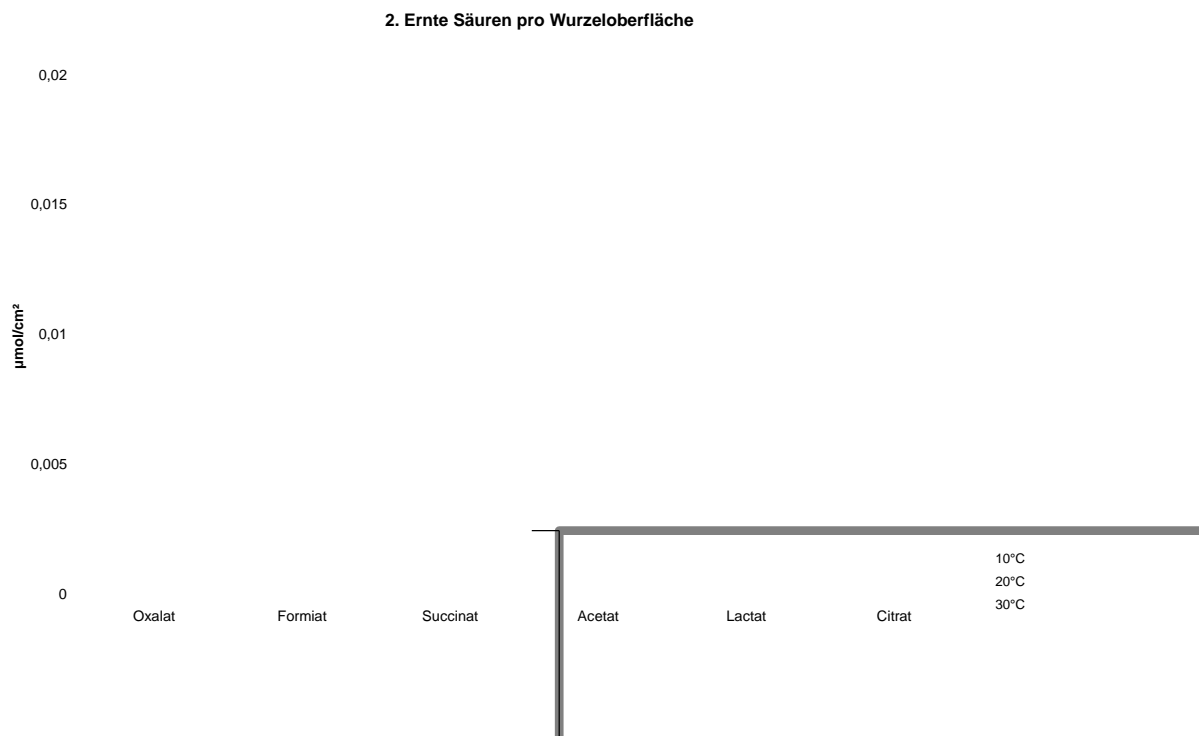 2. Ernte Säuren pro Wurzeloberfläche
0,02
0,015
0,01
0,005
0
µmol/cm²
Oxalat Formiat Succinat Acetat Lactat Citrat
10°C
20°C
30°C